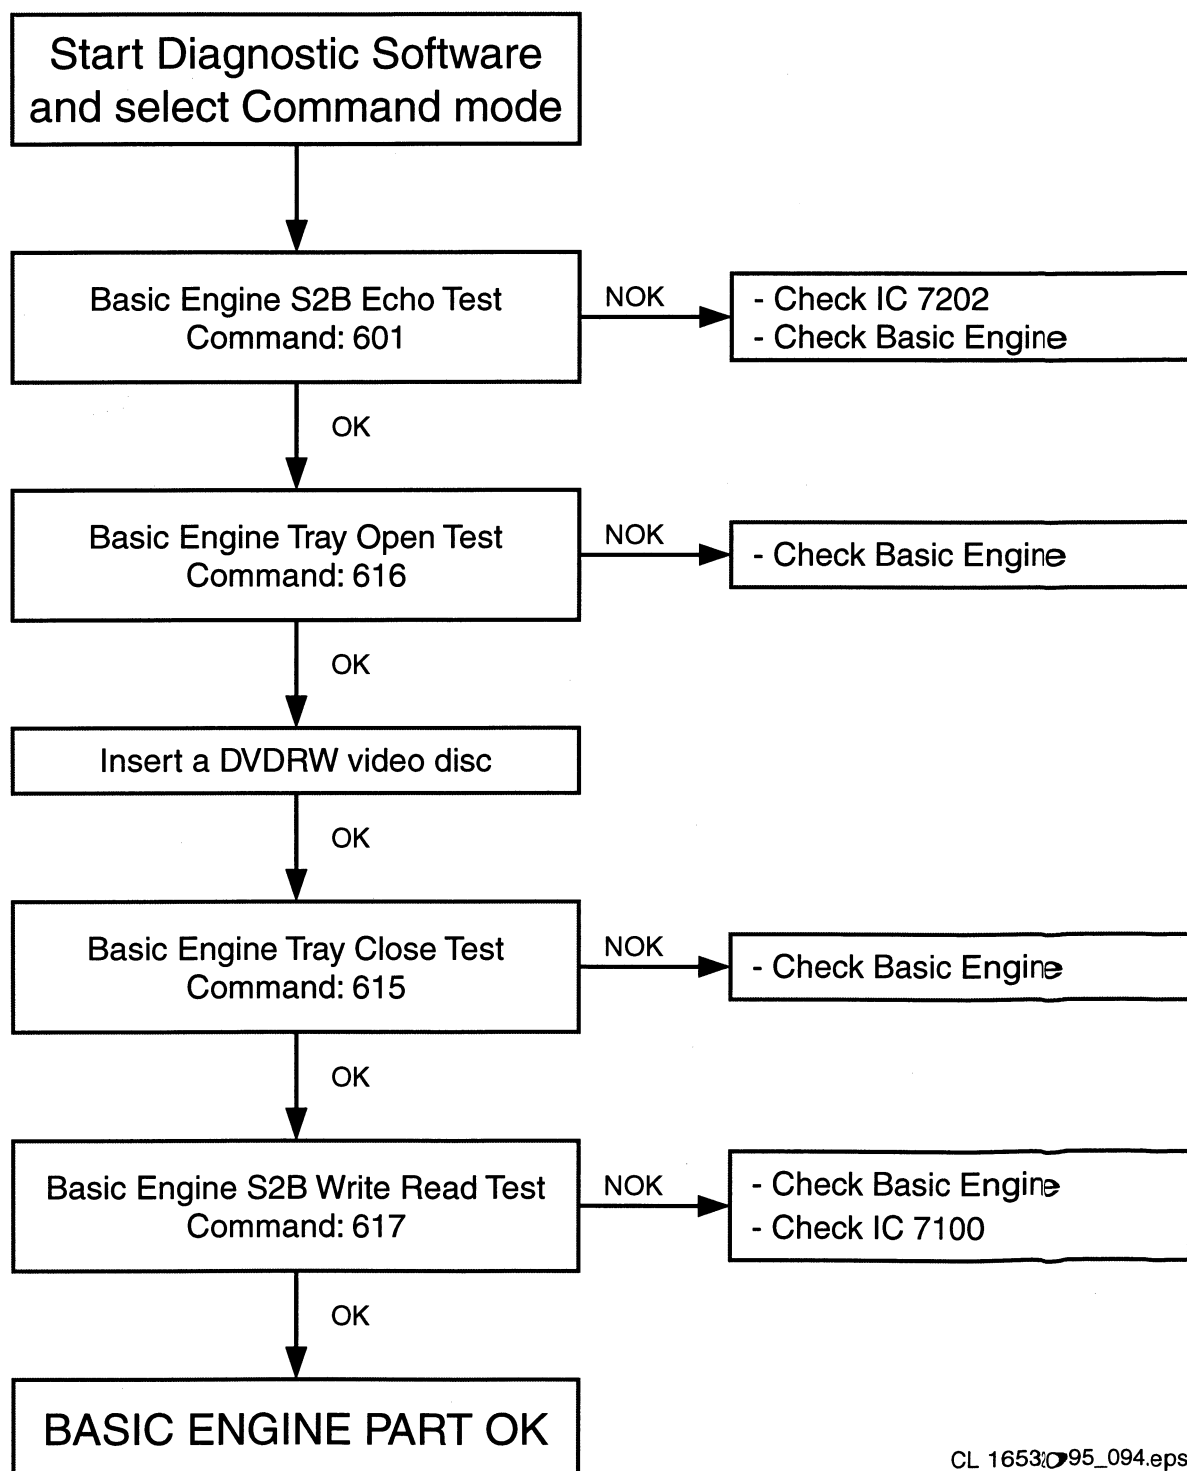 Start Diagnostic Software
and select Command mode
Basic Engine S2B Echo Test
Command: 601
NOK
- Check IC 7202
- Check Basic Engine
OK
Basic Engine Tray Open Test
Command: 616
NOK
- Check Basic Engine
OK
Insert a DVDRW video disc
OK
Basic Engine Tray Close Test
Command: 615
NOK
- Check Basic Engine
OK
Basic Engine S2B Write Read Test
Command: 617
NOK
- Check Basic Engine
- Check IC 7100
OK
BASIC ENGINE PART OK
CL